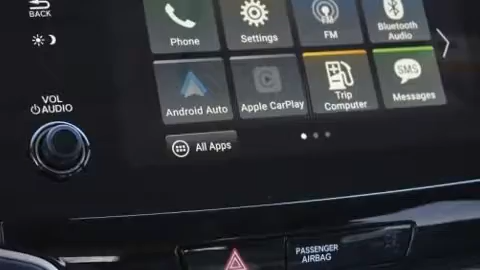 BACK
Phone
Settings
FM
Bluetooth
Audio
Android Auto
Apple CarPlay
Trip
Computer
SMS
Messages
VOL
AUDIO
All Apps
PASSENGER
AIRBAG